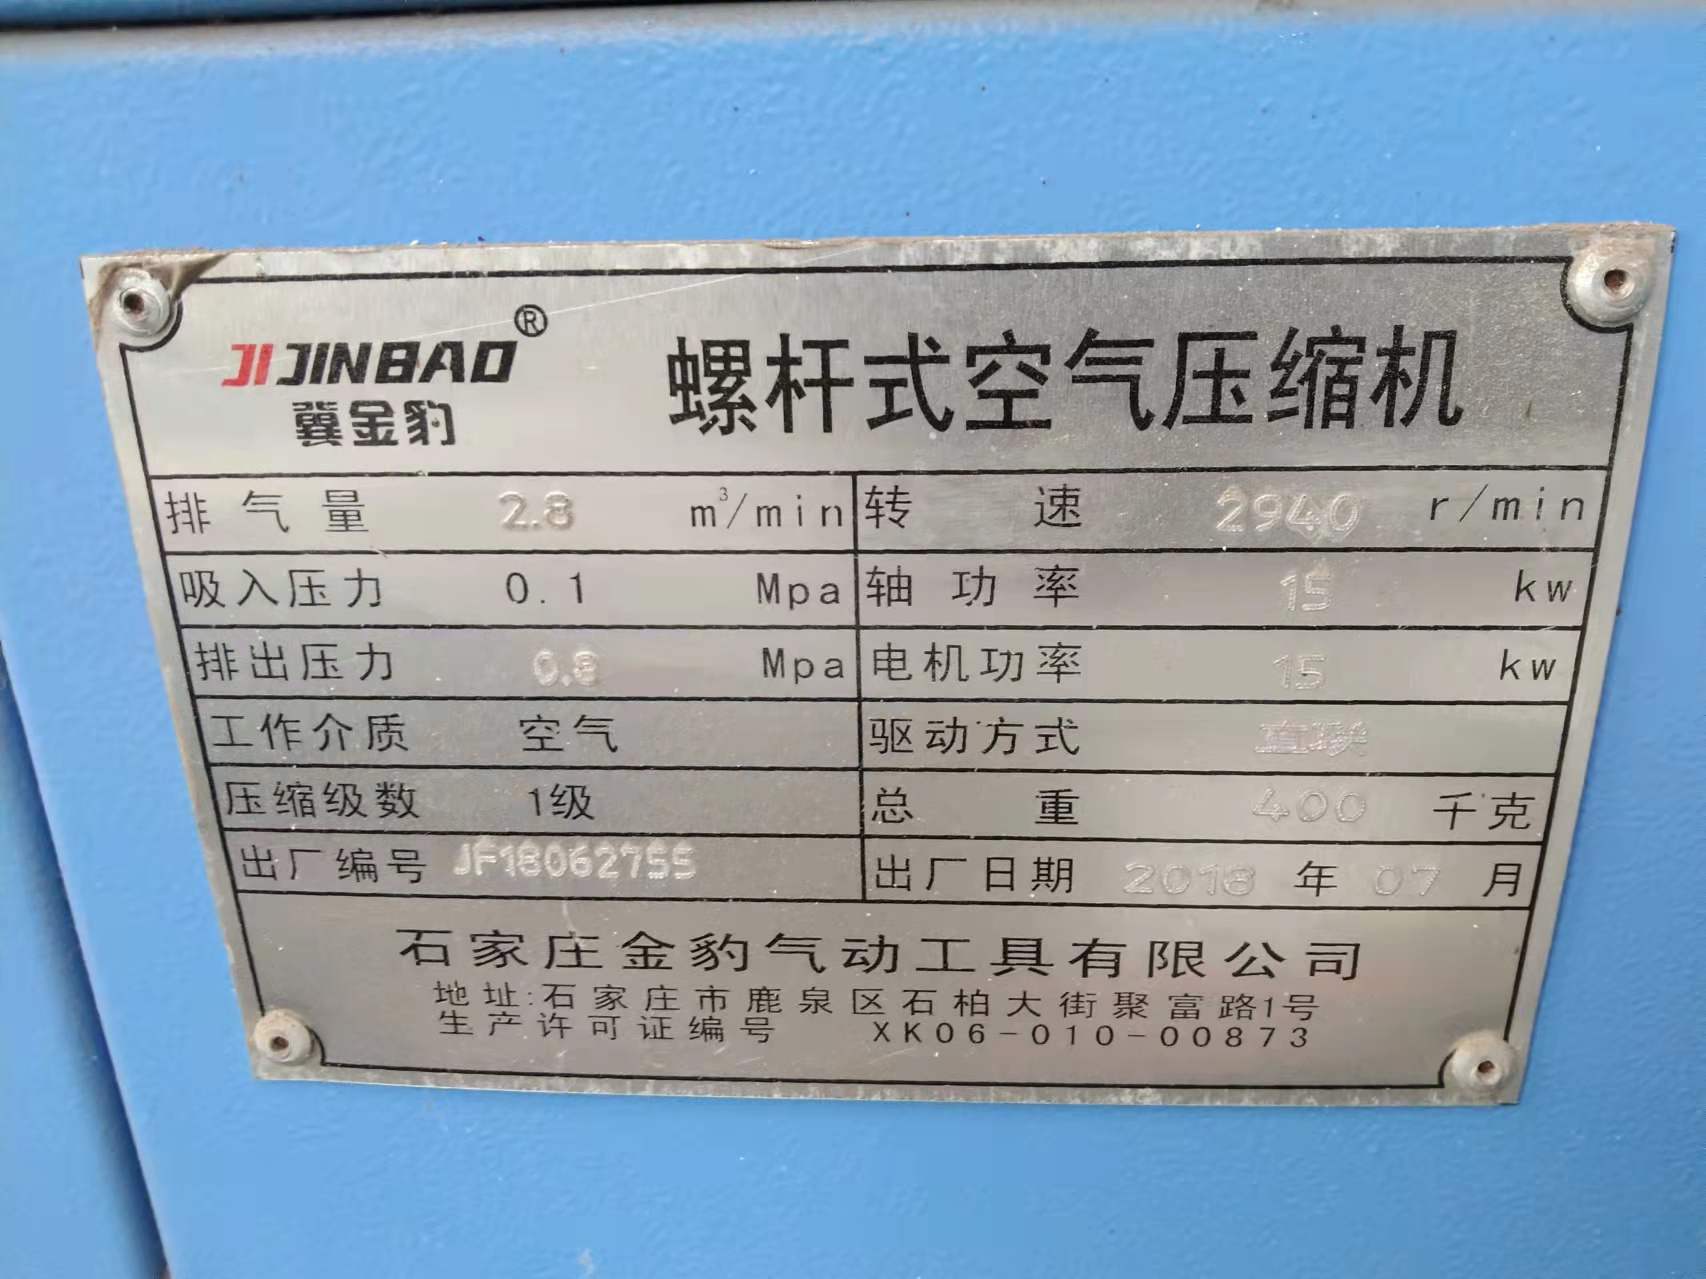 JIJINBAO®
冀金豹
螺杆式空气压缩机
排气量 2.8 m³/min 转速 2940 r/min
吸入压力 0.1 Mpa 轴功率 15 kw
排出压力 0.8 Mpa 电机功率 15 kw
工作介质 空气 驱动方式 直联
压缩级数 1级 总重 400 千克
出厂编号 JF18062755 出厂日期 2018 年 07 月
石家庄金豹气动工具有限公司
地址:石家庄市鹿泉区石柏大街聚富路1号
生产许可证编号 XK06-010-00873